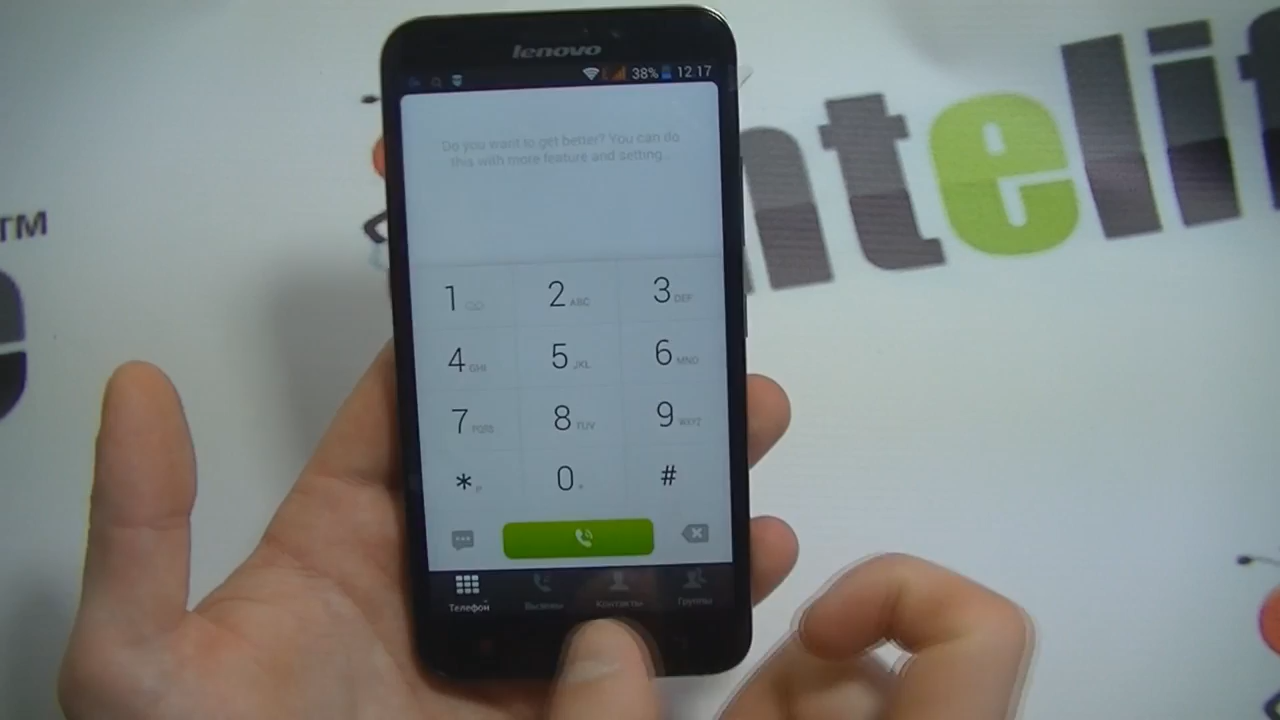 lenovo
38% 12:17
Do you want to get better? You can do
this with more feature and setting...
1
2 ABC
3 DEF
4 GHI
5 JKL
6 MNO
7 PQRS
8 TUV
9 WXYZ
*
0 +
#
Телефон
Вызовы
Контакты
Группы
TM
e
ntelif